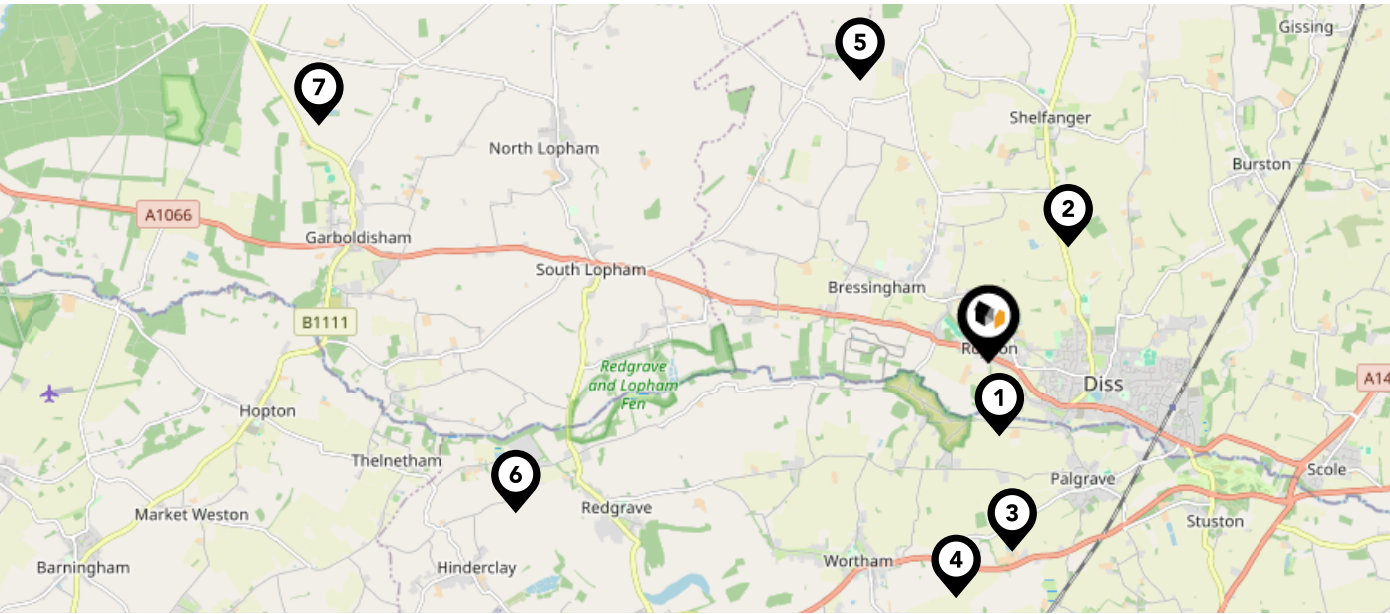 Gissing
5
7
Shelfanger
North Lopham
Burston
A1066
2
Garboldisham
South Lopham
Bressingham
B1111
Redgrave
and Lopham
Fen
Diss
A14
1
Hopton
Thelnetham
6
Palgrave
Scole
Redgrave
Market Weston
3
Stuston
Barningham
Hinderclay
Wortham
4